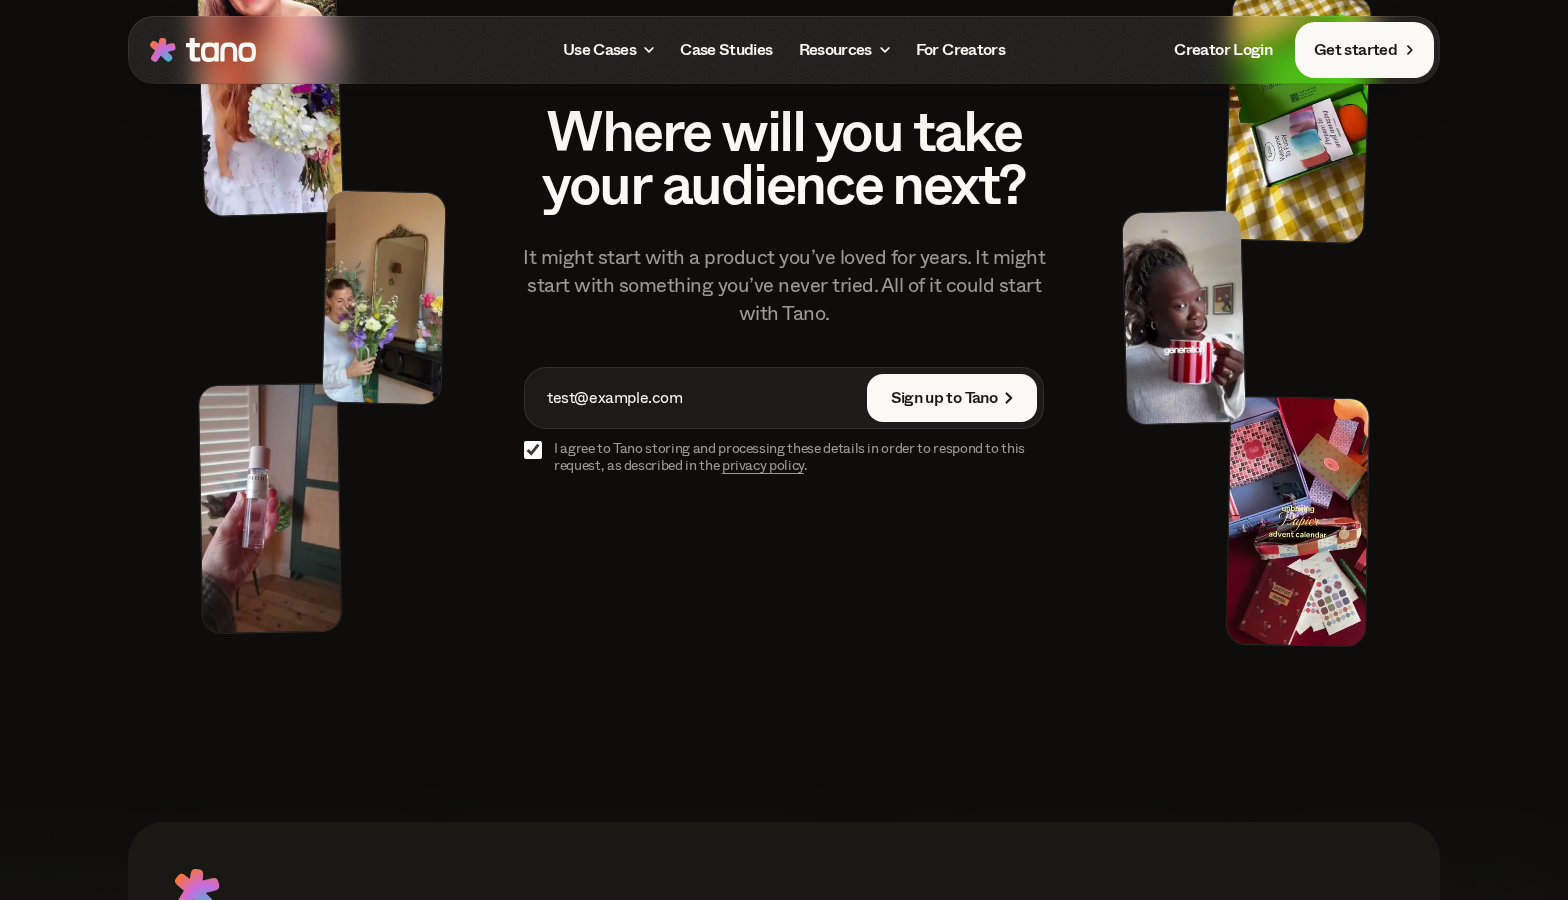 tano
Use Cases
Case Studies
Resources
For Creators
Creator Login
Get started
Where will you take
your audience next?
It might start with a product you’ve loved for years. It might
start with something you’ve never tried. All of it could start
with Tano.
test@example.com
Sign up to Tano
I agree to Tano storing and processing these details in order to respond to this
request, as described in the privacy policy.
generation
unboxing
Papier
advent calendar